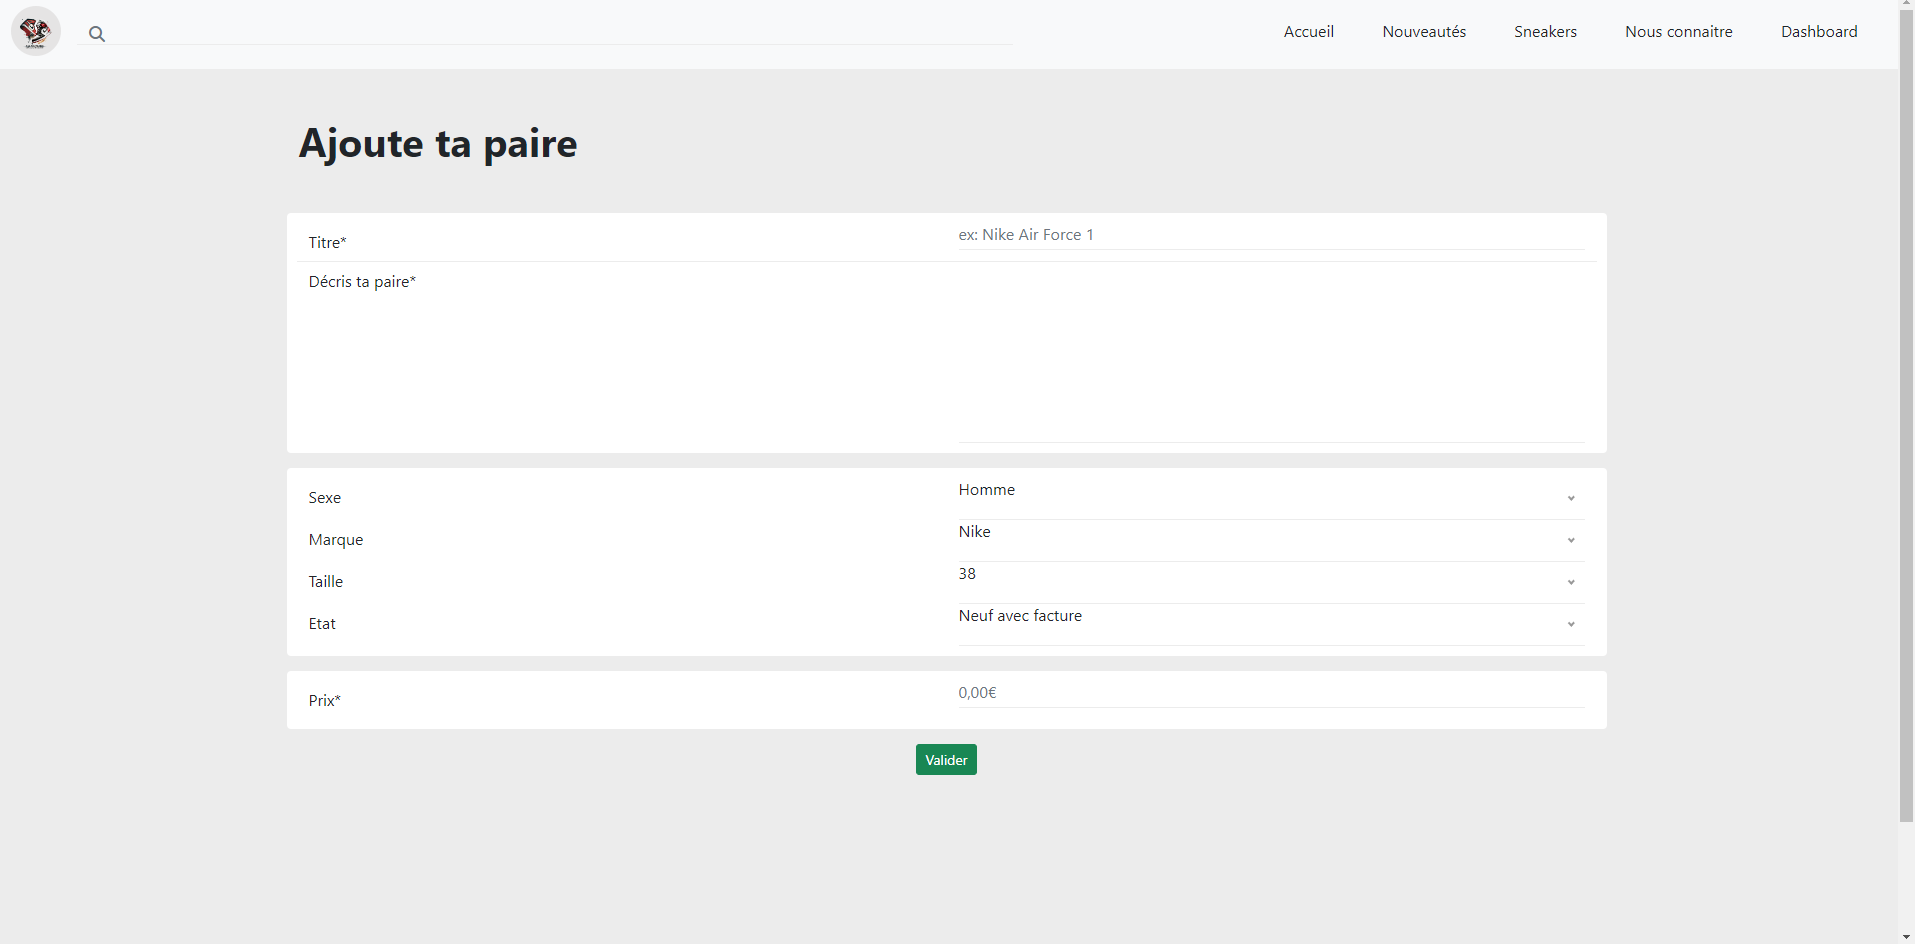 Accueil Nouveautés Sneakers Nous connaitre Dashboard
Ajoute ta paire
Titre* ex: Nike Air Force 1
Décris ta paire*
Sexe Homme
Marque Nike
Taille 38
Etat Neuf avec facture
Prix* 0,00€
Valider